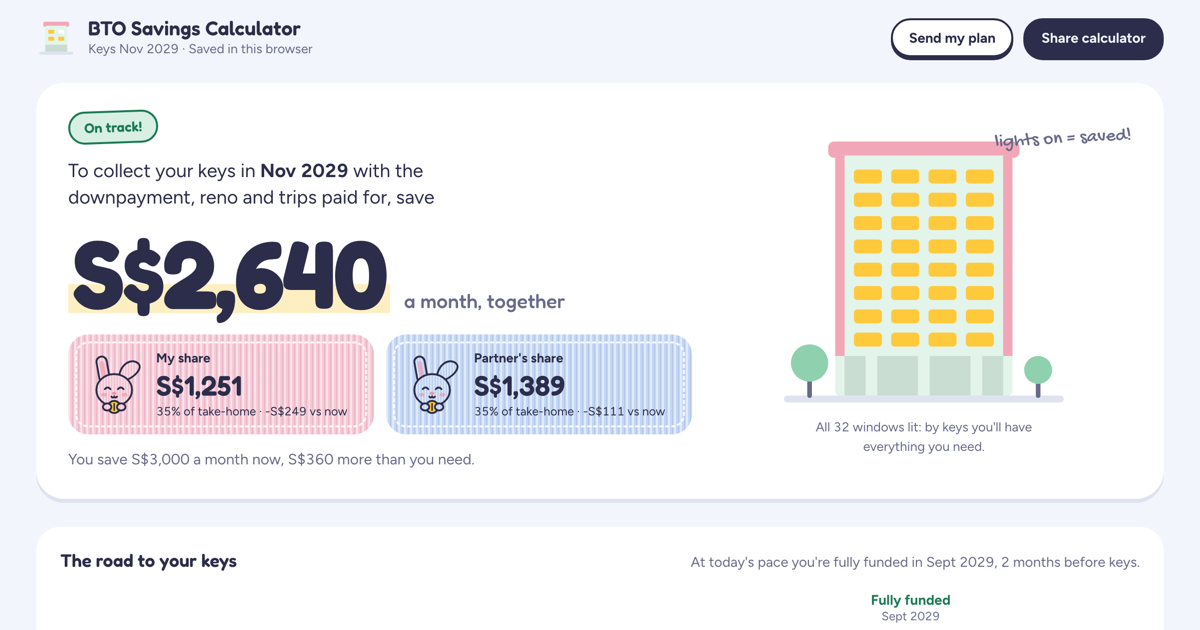 BTO Savings Calculator
Keys Nov 2029 · Saved in this browser
Send my plan
Share calculator
On track!
lights on = saved!
To collect your keys in Nov 2029 with the
downpayment, reno and trips paid for, save
S$2,640
a month, together
My share
S$1,251
35% of take-home · -S$249 vs now
Partner's share
S$1,389
35% of take-home · -S$111 vs now
All 32 windows lit: by keys you'll have
everything you need.
You save S$3,000 a month now, S$360 more than you need.
The road to your keys
At today's pace you're fully funded in Sept 2029, 2 months before keys.
Fully funded
Sept 2029